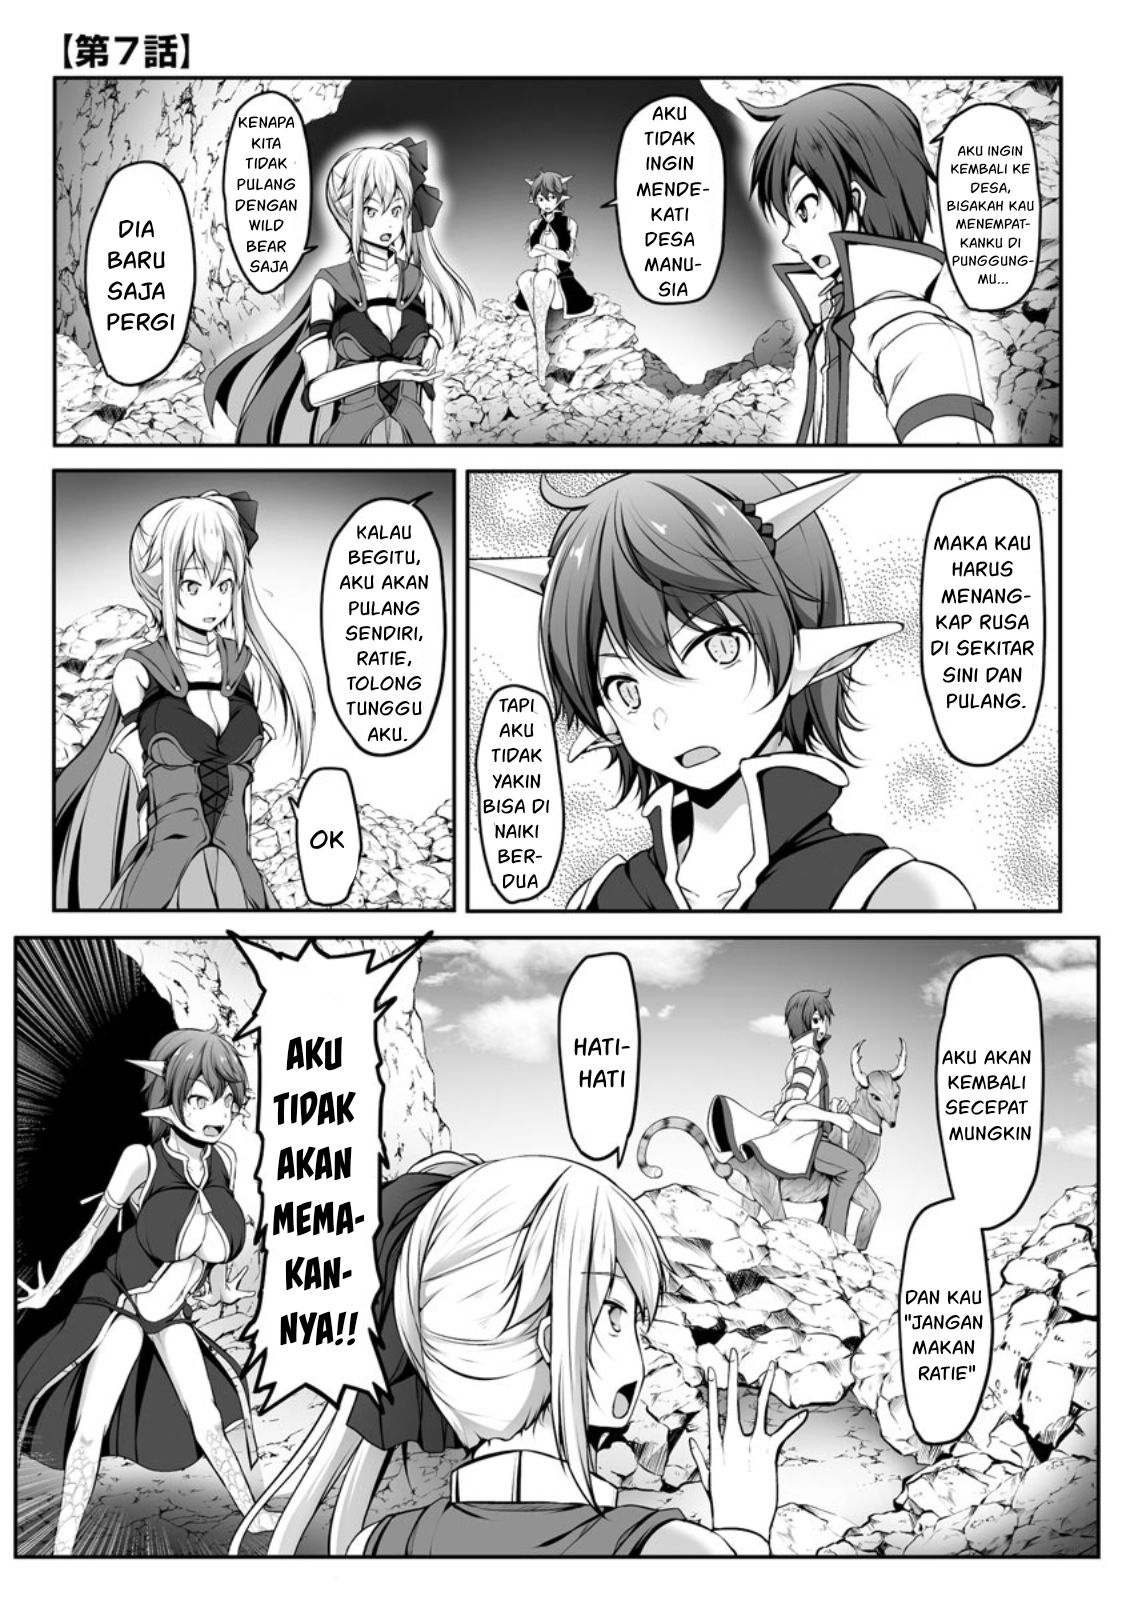 【第7話】
AKU INGIN
KEMBALI KE
DESA,
BISAKAH KAU
MENEMPAT-
KANKU DI
PUNGGUNG-
MU...
AKU
TIDAK
INGIN
MENDE-
KATI
DESA
MANU-
SIA
KENAPA
KITA
TIDAK
PULANG
DENGAN
WILD
BEAR
SAJA
DIA
BARU
SAJA
PERGI
MAKA KAU
HARUS
MENANG-
KAP RUSA
DI SEKITAR
SINI DAN
PULANG.
TAPI
AKU
TIDAK
YAKIN
BISA DI
NAIKI
BER-
DUA
KALAU
BEGITU,
AKU AKAN
PULANG
SENDIRI,
RATIE,
TOLONG
TUNGGU
AKU.
OK
AKU AKAN
KEMBALI
SECEPAT
MUNGKIN
DAN KAU
"JANGAN
MAKAN
RATIE"
HATI-
HATI
AKU
TIDAK
AKAN
MEMA-
KAN-
NYA!!